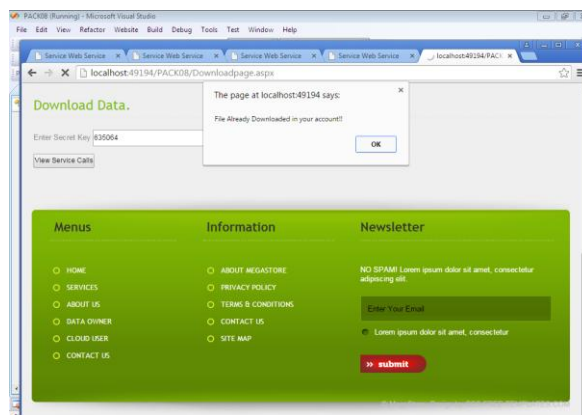 PACK08 (Running) - Microsoft Visual Studio
File Edit View Refactor Website Build Debug Tools Test Window Help
Service Web Service Service Web Service Service Web Service Service Web Service localhost:49194/PACK
localhost:49194/PACK08/Downloadpage.aspx
The page at localhost:49194 says:
File Already Downloaded in your account!!
OK
Download Data.
Enter Secret Key 635064
View Service Calls
Menus Information Newsletter
HOME
SERVICES
ABOUT US
DATA OWNER
CLOUD USER
CONTACT US
ABOUT MEGASTORE
PRIVACY POLICY
TERMS & CONDITIONS
CONTACT US
SITE MAP
NO SPAM! Lorem ipsum dolor sit amet, consectetur
adipiscing elit.
Enter Your Email
Lorem ipsum dolor sit amet, consectetur
» submit